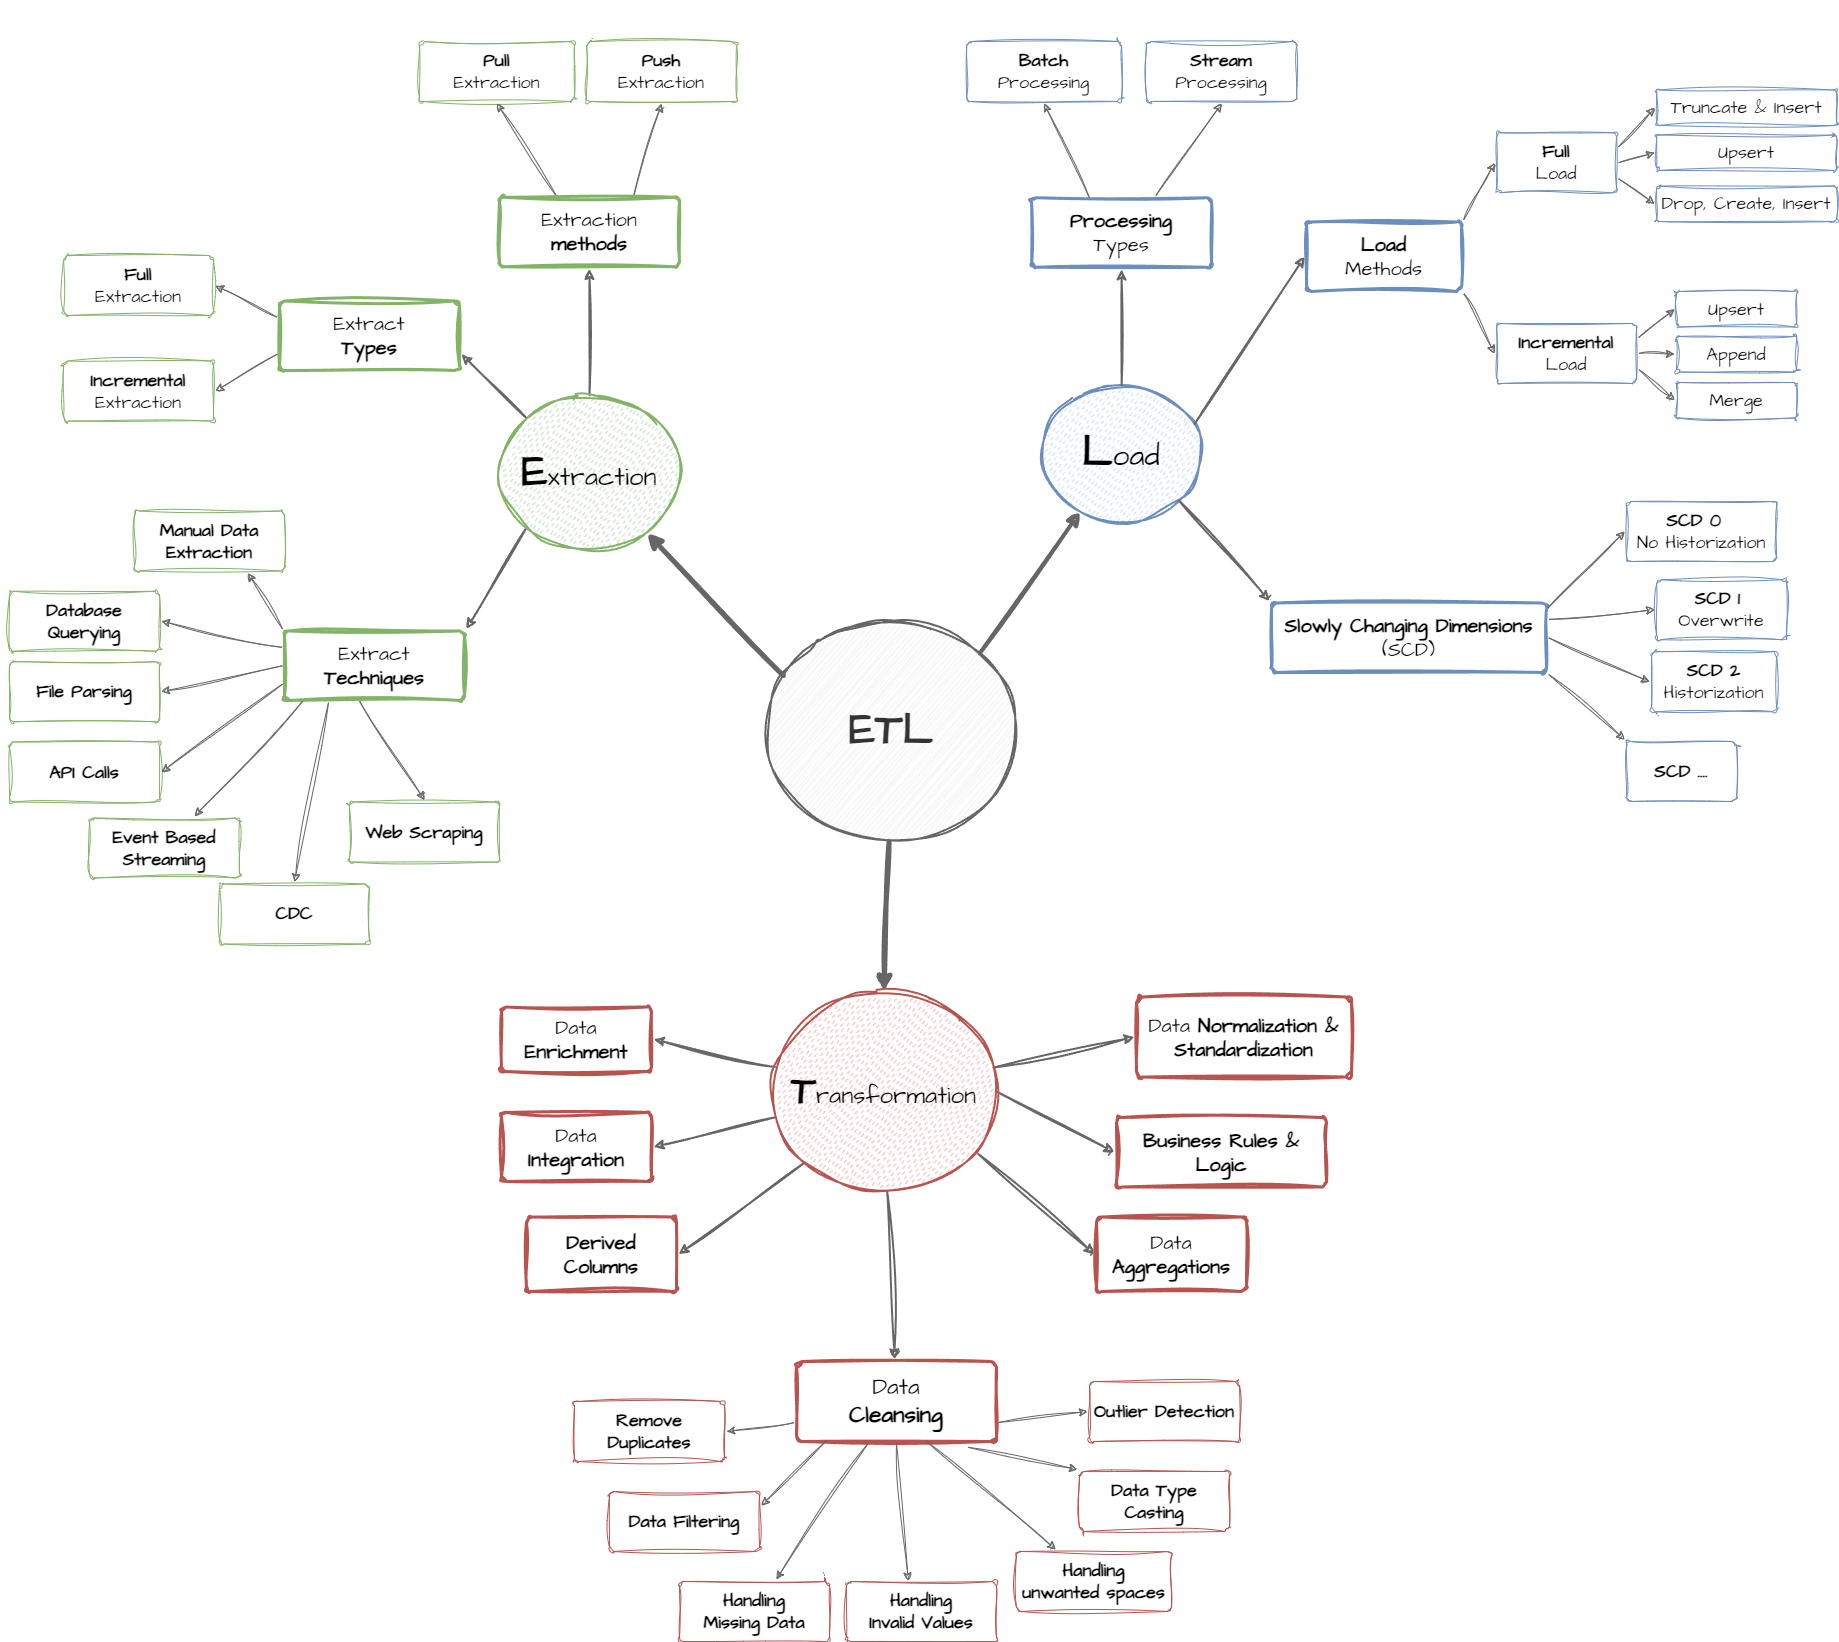 Pull
Extraction
Push
Extraction
Extraction
methods
Full
Extraction
Extract
Types
Incremental
Extraction
Extraction
Manual Data
Extraction
Database
Querying
Extract
Techniques
File Parsing
API Calls
Event Based
Streaming
Web Scraping
CDC
Batch
Processing
Stream
Processing
Processing
Types
Load
Load
Methods
Full
Load
Truncate & Insert
Upsert
Drop, Create, Insert
Incremental
Load
Upsert
Append
Merge
Slowly Changing Dimensions
(SCD)
SCD 0
No Historization
SCD 1
Overwrite
SCD 2
Historization
SCD ....
ETL
Transformation
Data
Enrichment
Data
Integration
Derived
Columns
Data Normalization &
Standardization
Business Rules &
Logic
Data
Aggregations
Data
Cleansing
Remove
Duplicates
Data Filtering
Handling
Missing Data
Handling
Invalid Values
Handling
unwanted spaces
Data Type
Casting
Outlier Detection